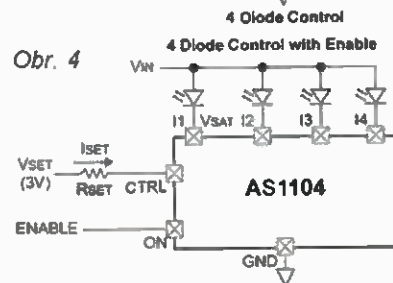 4 Diode Control
4 Diode Control with Enable
Obr. 4
VIN
I1 VSAT I2 I3 I4
ISET
VSET
(3V)
RSET
CTRL
AS1104
ENABLE
ON
GND